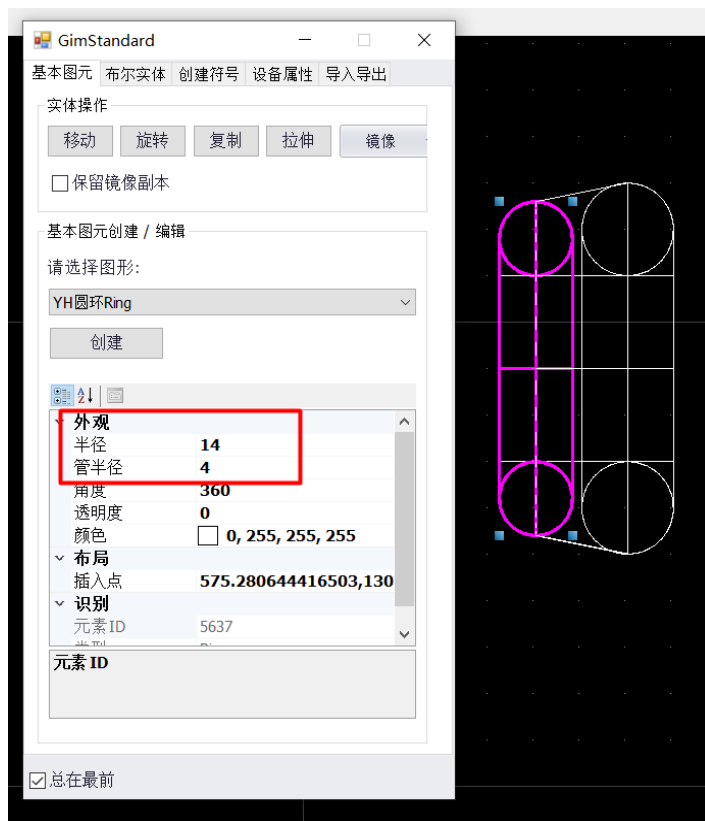 GimStandard
基本图元 布尔实体 创建符号 设备属性 导入导出
实体操作
移动 旋转 复制 拉伸 镜像
保留镜像副本
基本图元创建 / 编辑
请选择图形:
YH圆环Ring
创建
外观
半径 14
管半径 4
角度 360
透明度 0
颜色 0, 255, 255, 255
布局
插入点 575.280644416503,130
识别
元素ID 5637
元素 ID
总在最前